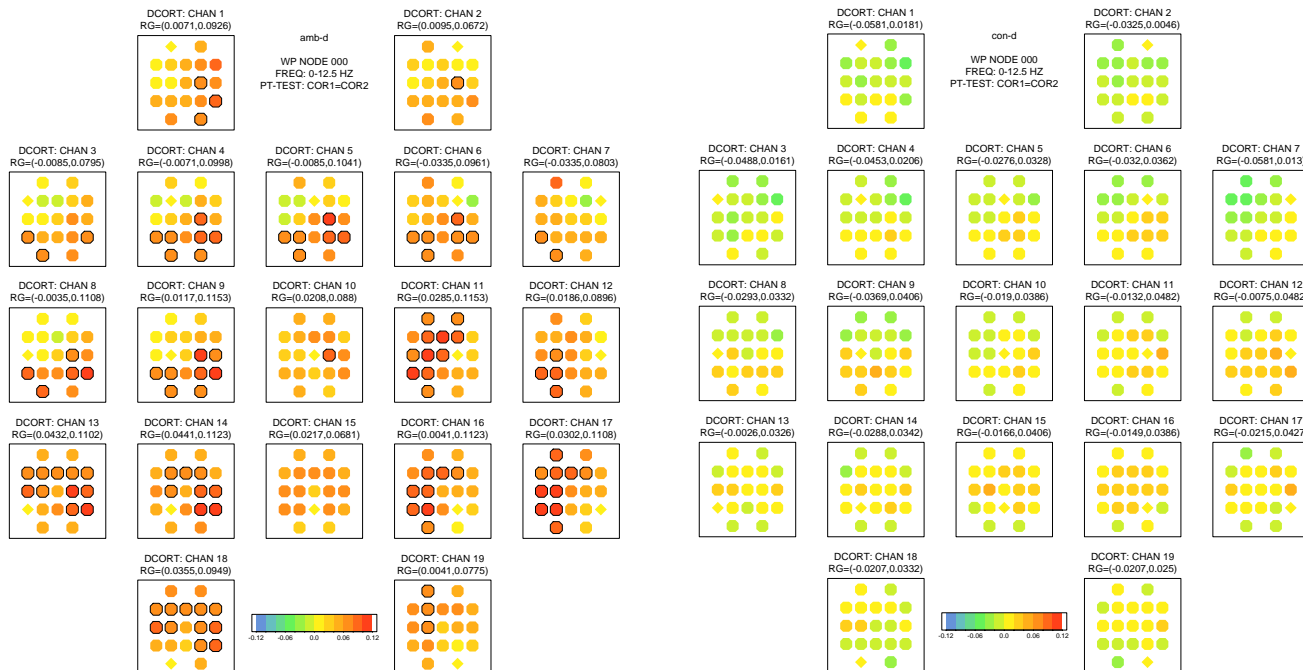 DCORT: CHAN 1
RG=(0.0071,0.0926)
DCORT: CHAN 2
RG=(0.0095,0.0672)
amb-d
WP NODE 000
FREQ: 0-12.5 HZ
PT-TEST: COR1=COR2
DCORT: CHAN 3
RG=(-0.0085,0.0795)
DCORT: CHAN 4
RG=(-0.0071,0.0998)
DCORT: CHAN 5
RG=(-0.0085,0.1041)
DCORT: CHAN 6
RG=(-0.0335,0.0961)
DCORT: CHAN 7
RG=(-0.0335,0.0803)
DCORT: CHAN 8
RG=(-0.0035,0.1108)
DCORT: CHAN 9
RG=(0.0117,0.1153)
DCORT: CHAN 10
RG=(0.0208,0.088)
DCORT: CHAN 11
RG=(0.0285,0.1153)
DCORT: CHAN 12
RG=(0.0186,0.0896)
DCORT: CHAN 13
RG=(0.0432,0.1102)
DCORT: CHAN 14
RG=(0.0441,0.1123)
DCORT: CHAN 15
RG=(0.0217,0.0681)
DCORT: CHAN 16
RG=(0.0041,0.1123)
DCORT: CHAN 17
RG=(0.0302,0.1108)
DCORT: CHAN 18
RG=(0.0355,0.0949)
DCORT: CHAN 19
RG=(0.0041,0.0775)
-0.12 -0.06 0.0 0.06 0.12
DCORT: CHAN 1
RG=(-0.0581,0.0181)
DCORT: CHAN 2
RG=(-0.0325,0.0046)
con-d
WP NODE 000
FREQ: 0-12.5 HZ
PT-TEST: COR1=COR2
DCORT: CHAN 3
RG=(-0.0488,0.0161)
DCORT: CHAN 4
RG=(-0.0453,0.0206)
DCORT: CHAN 5
RG=(-0.0276,0.0328)
DCORT: CHAN 6
RG=(-0.032,0.0362)
DCORT: CHAN 7
RG=(-0.0581,0.013)
DCORT: CHAN 8
RG=(-0.0293,0.0332)
DCORT: CHAN 9
RG=(-0.0369,0.0406)
DCORT: CHAN 10
RG=(-0.019,0.0386)
DCORT: CHAN 11
RG=(-0.0132,0.0482)
DCORT: CHAN 12
RG=(-0.0075,0.0482)
DCORT: CHAN 13
RG=(-0.0026,0.0326)
DCORT: CHAN 14
RG=(-0.0288,0.0342)
DCORT: CHAN 15
RG=(-0.0166,0.0406)
DCORT: CHAN 16
RG=(-0.0149,0.0386)
DCORT: CHAN 17
RG=(-0.0215,0.0427)
DCORT: CHAN 18
RG=(-0.0207,0.0332)
DCORT: CHAN 19
RG=(-0.0207,0.025)
-0.12 -0.06 0.0 0.06 0.12